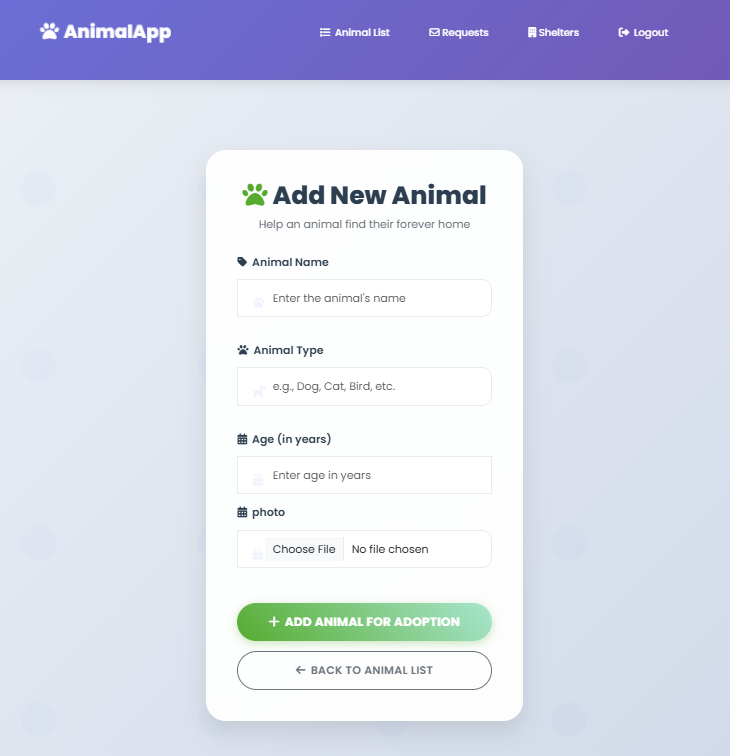 AnimalApp
Animal List
Requests
Shelters
Logout
Add New Animal
Help an animal find their forever home
Animal Name
Enter the animal's name
Animal Type
e.g., Dog, Cat, Bird, etc.
Age (in years)
Enter age in years
photo
Choose File No file chosen
ADD ANIMAL FOR ADOPTION
BACK TO ANIMAL LIST